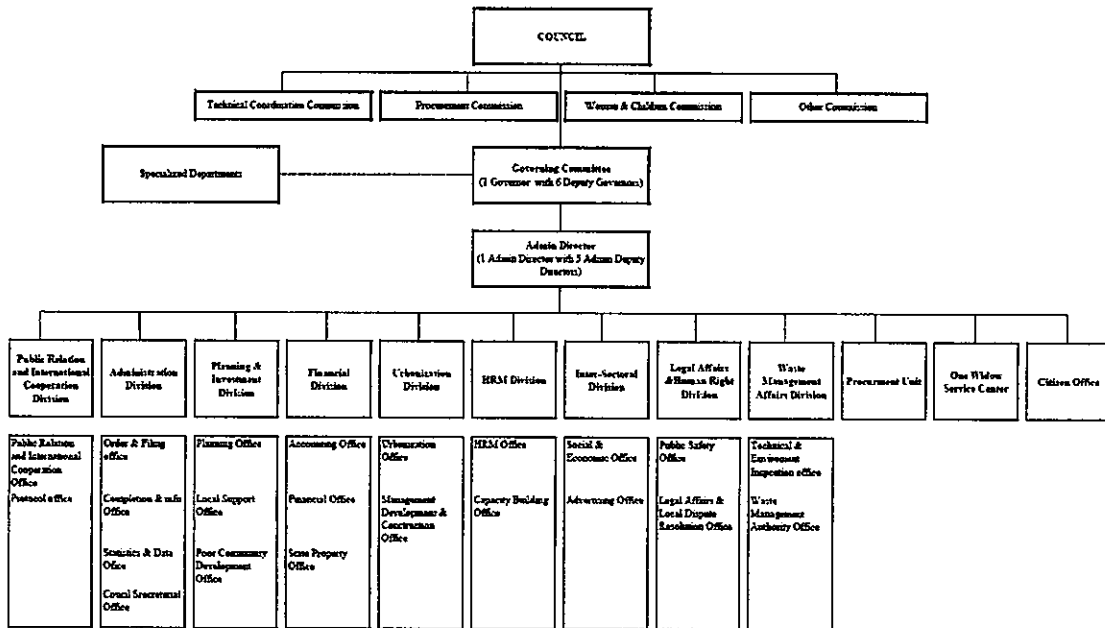 COUNCIL
Technical Coordination Commission
Procurement Commission
Women & Children Commission
Other Commission
Specialized Departments
Governing Committee
(1 Governor with 6 Deputy Governors)
Admin Director
(1 Admin Director with 5 Admin Deputy
Directors)
Public Relation
and International
Cooperation
Division
Administration
Division
Planning &
Investment
Division
Financial
Division
Urbanization
Division
HRM Division
Inter-Sectoral
Division
Legal Affairs
&Human Right
Division
Waste
Management
Affairs Division
Procurement Unit
One Widow
Service Center
Citizen Office
Public Relation
and International
Cooperation
Office
Protocol office
Order & Filing
office
Completion & info
Office
Statistics & Data
Ofice
Council Office
Planning Office
Local Support
Office
Poor Community
Development
Office
Accounting Office
Financial Office
State Property
Office
Urbanization
Office
Management
Development &
Construction
Office
HRM Office
Capacity Building
Office
Social &
Economic Office
Advertising Office
Public Safety
Office
Legal Affairs &
Local Dispute
Resolution Office
Technical &
Environment
Inspection office
Waste
Management
Authority Office